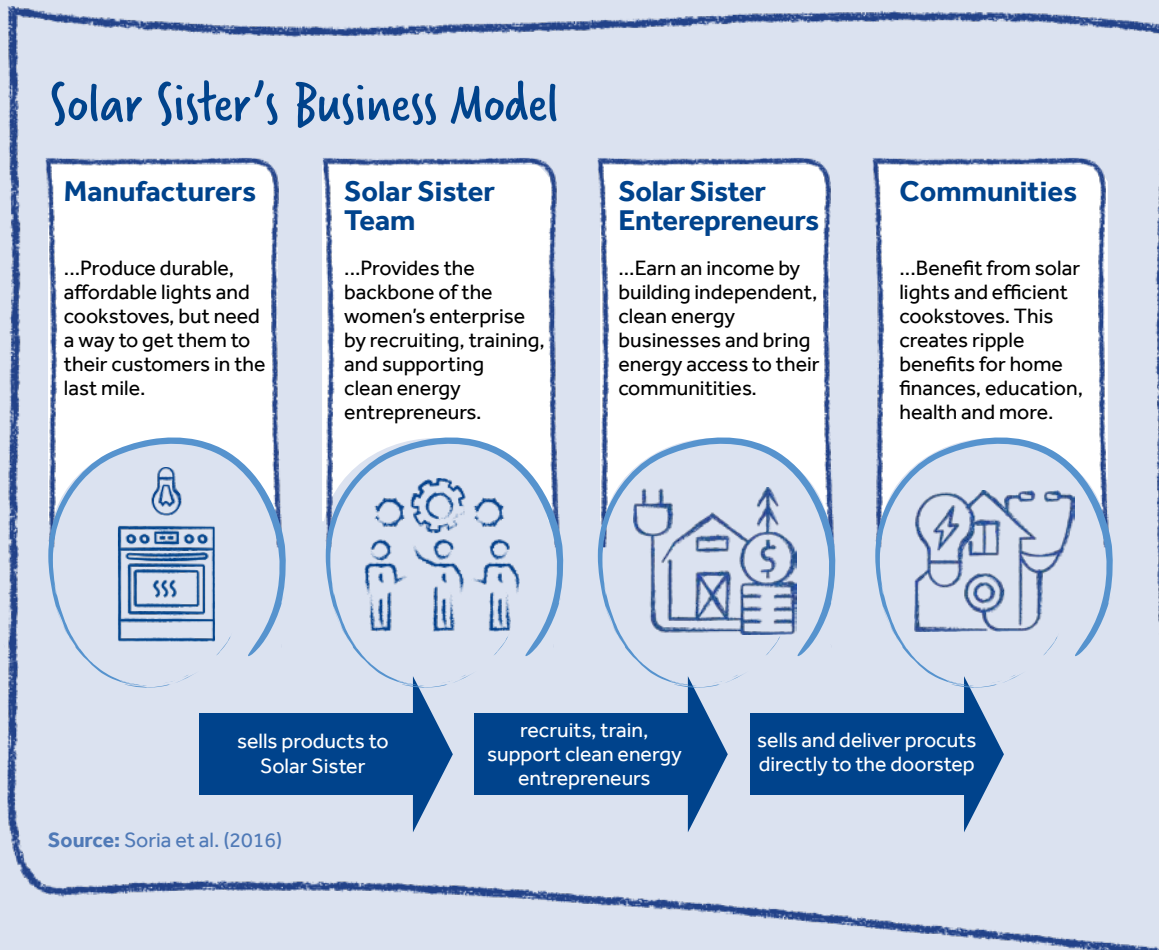 Solar Sister's Business Model
Manufacturers
...Produce durable,
affordable lights and
cookstoves, but need
a way to get them to
their customers in the
last mile.
Solar Sister
Team
...Provides the
backbone of the
women's enterprise
by recruiting, training,
and supporting
clean energy
entrepreneurs.
Solar Sister
Enterepreneurs
...Earn an income by
building independent,
clean energy
businesses and bring
energy access to their
communitities.
Communities
...Benefit from solar
lights and efficient
cookstoves. This
creates ripple
benefits for home
finances, education,
health and more.
$
sells products to
Solar Sister
recruits, train,
support clean energy
entrepreneurs
sells and deliver procuts
directly to the doorstep
Source: Soria et al. (2016)